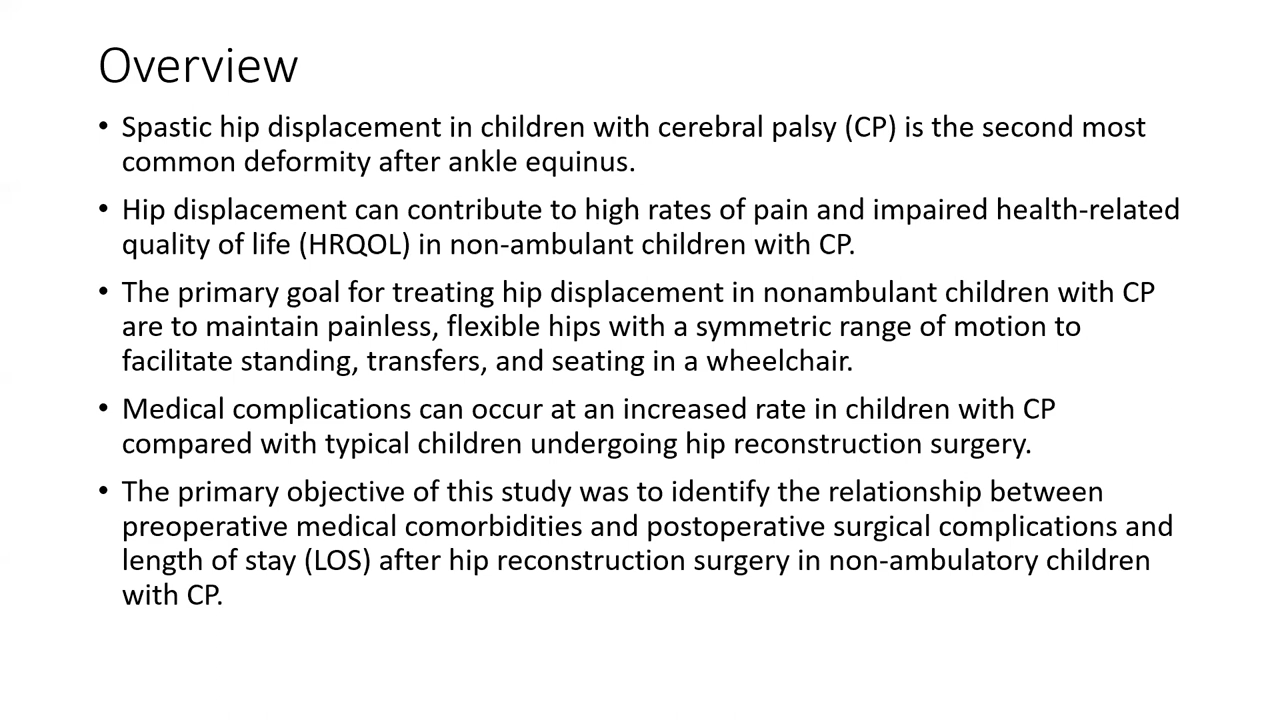 Overview
• Spastic hip displacement in children with cerebral palsy (CP) is the second most
common deformity after ankle equinus.
• Hip displacement can contribute to high rates of pain and impaired health-related
quality of life (HRQOL) in non-ambulant children with CP.
• The primary goal for treating hip displacement in nonambulant children with CP
are to maintain painless, flexible hips with a symmetric range of motion to
facilitate standing, transfers, and seating in a wheelchair.
• Medical complications can occur at an increased rate in children with CP
compared with typical children undergoing hip reconstruction surgery.
• The primary objective of this study was to identify the relationship between
preoperative medical comorbidities and postoperative surgical complications and
length of stay (LOS) after hip reconstruction surgery in non-ambulatory children
with CP.